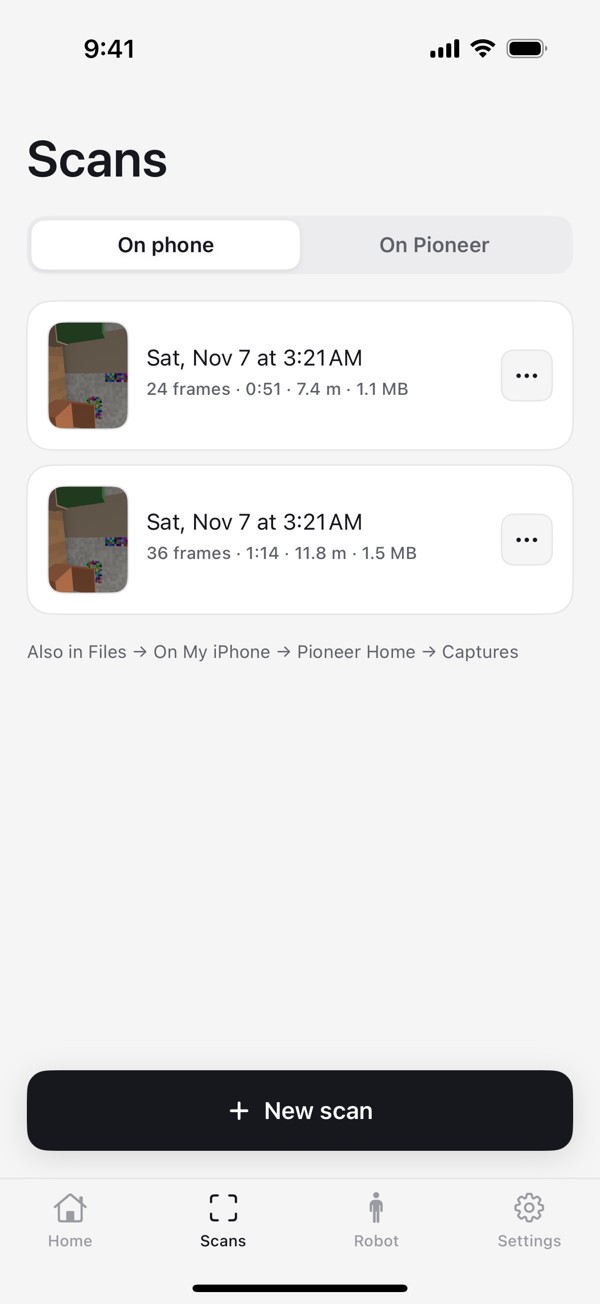 9:41
Scans
On phone
On Pioneer
Sat, Nov 7 at 3:21 AM
24 frames · 0:51 · 7.4 m · 1.1 MB
Sat, Nov 7 at 3:21 AM
36 frames · 1:14 · 11.8 m · 1.5 MB
Also in Files → On My iPhone → Pioneer Home → Captures
+ New scan
Home
Scans
Robot
Settings